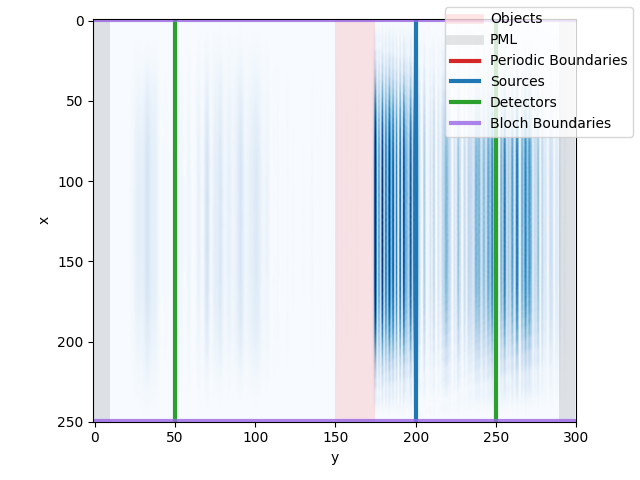 Objects
PML
Periodic Boundaries
Sources
Detectors
Bloch Boundaries
0
50
100
150
200
250
x
0 50 100 150 200 250 300
y